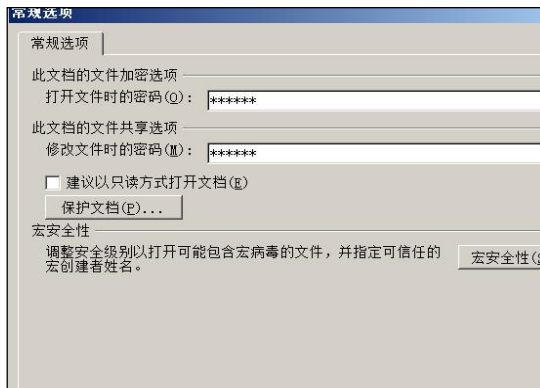 常规选项
常规选项
此文档的文件加密选项
打开文件时的密码(O)： ******
此文档的文件共享选项
修改文件时的密码(M)： ******
建议以只读方式打开文档(E)
保护文档(P)...
宏安全性
调整安全级别以打开可能包含宏病毒的文件，并指定可信任的
宏创建者姓名。
宏安全性(S